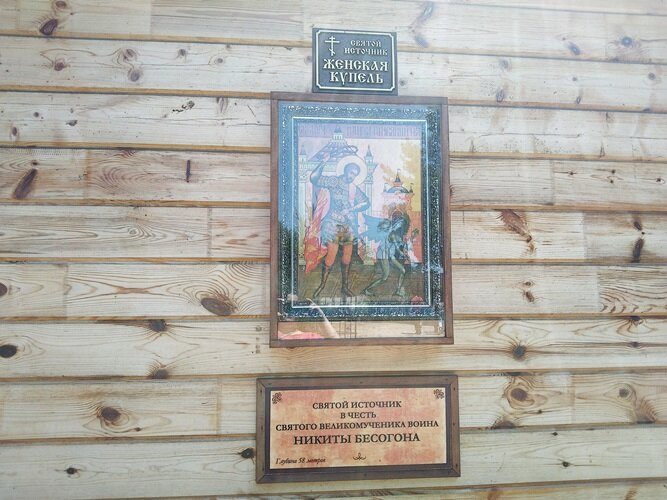 СВЯТОЙ
ИСТОЧНИК
ЖЕНСКАЯ
КУПЕЛЬ
СВЯТОЙ ИСТОЧНИК
В ЧЕСТЬ
СВЯТОГО ВЕЛИКОМУЧЕНИКА ВОИНА
НИКИТЫ БЕСОГОНА
Глубина 58 метров